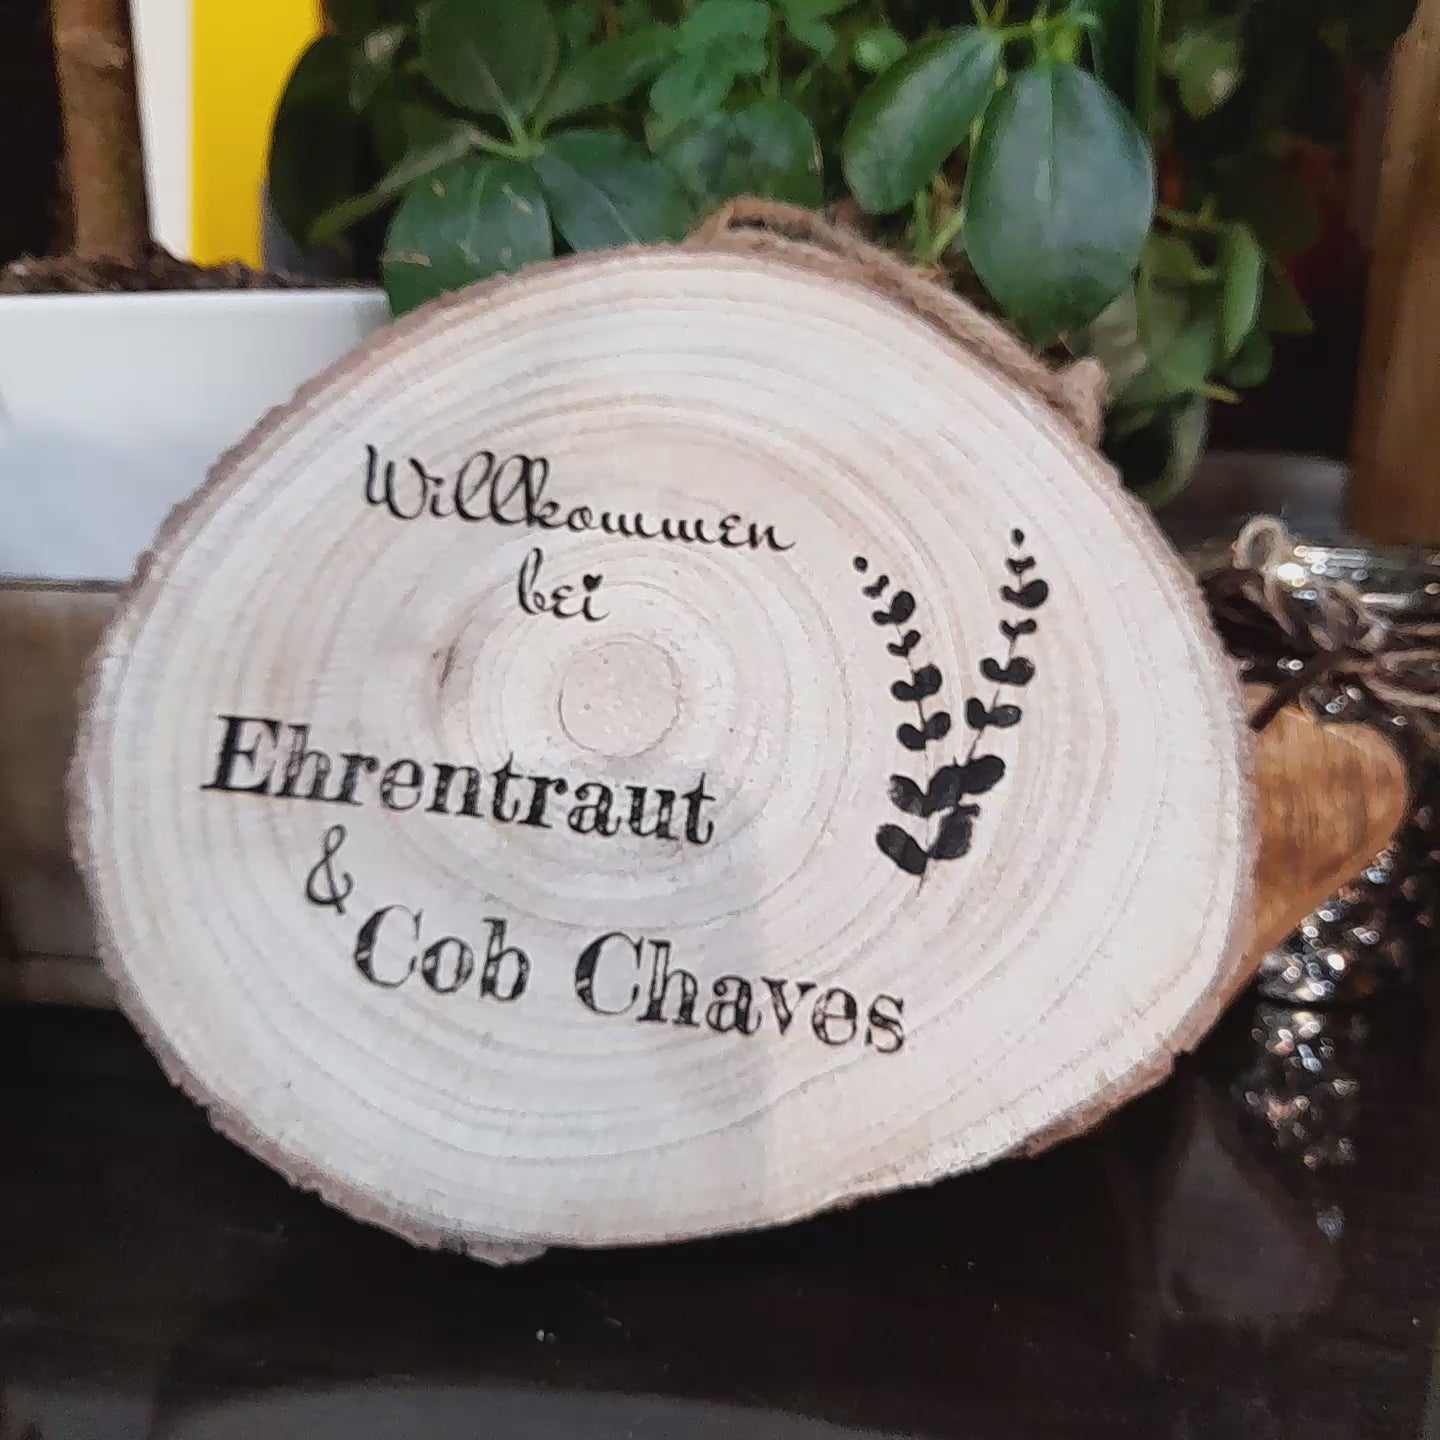 Willkommen
bei
Ehrentraut
&
Cob Chaves